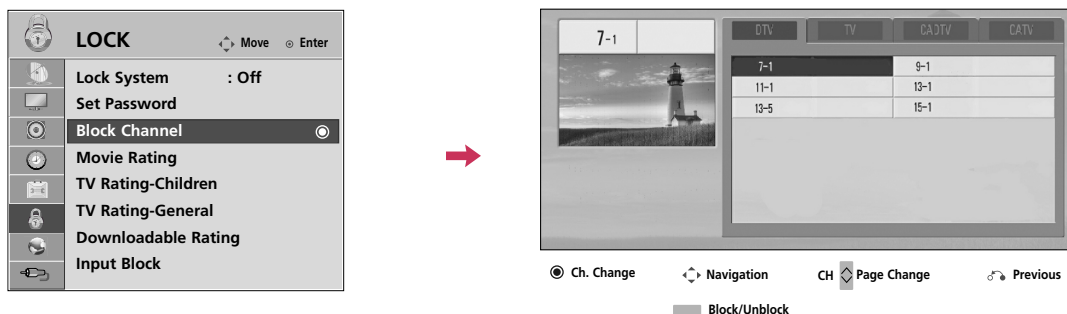 LOCK
Move
Enter
Lock System : Off
Set Password
Block Channel
Movie Rating
TV Rating-Children
TV Rating-General
Downloadable Rating
Input Block
7-1
DTV TV CADTV CATV
7-1 9-1
11-1 13-1
13-5 15-1
Ch. Change
Navigation
CH Page Change
Previous
Block/Unblock